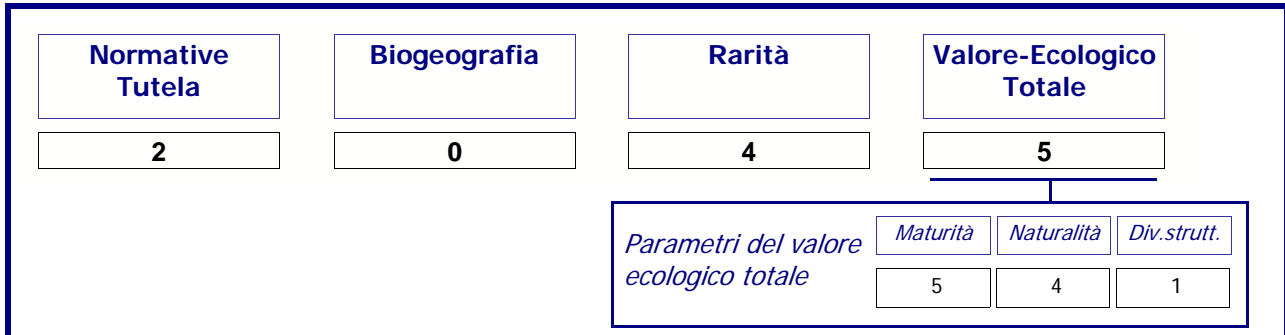 Normative
Tutela
Biogeografia
Rarità
Valore-Ecologico
Totale
2
0
4
5
Parametri del valore
ecologico totale
Maturità
Naturalità
Div.strutt.
5
4
1